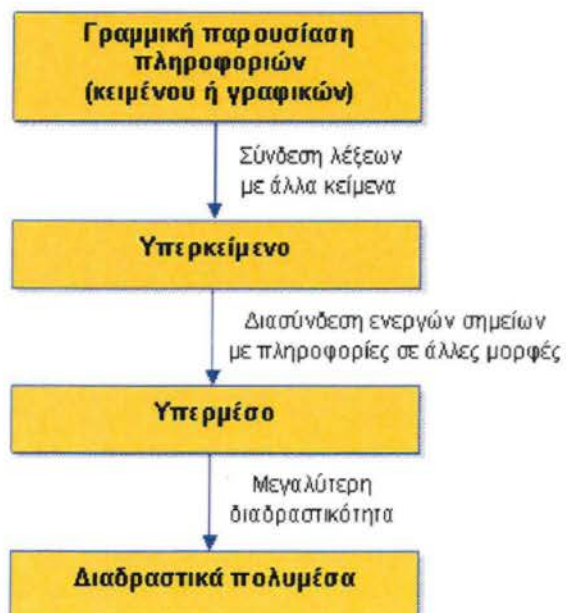 Γραμμική παρουσίαση
πληροφοριών
(κειμένου ή γραφικών)
Σύνδεση λέξεων
με άλλα κείμενα
Υπερκείμενο
Διασύνδεση ενεργών σημείων
με πληροφορίες σε άλλες μορφές
Υπερμέσο
Μεγαλύτερη
διαδραστικότητα
Διαδραστικά πολυμέσα